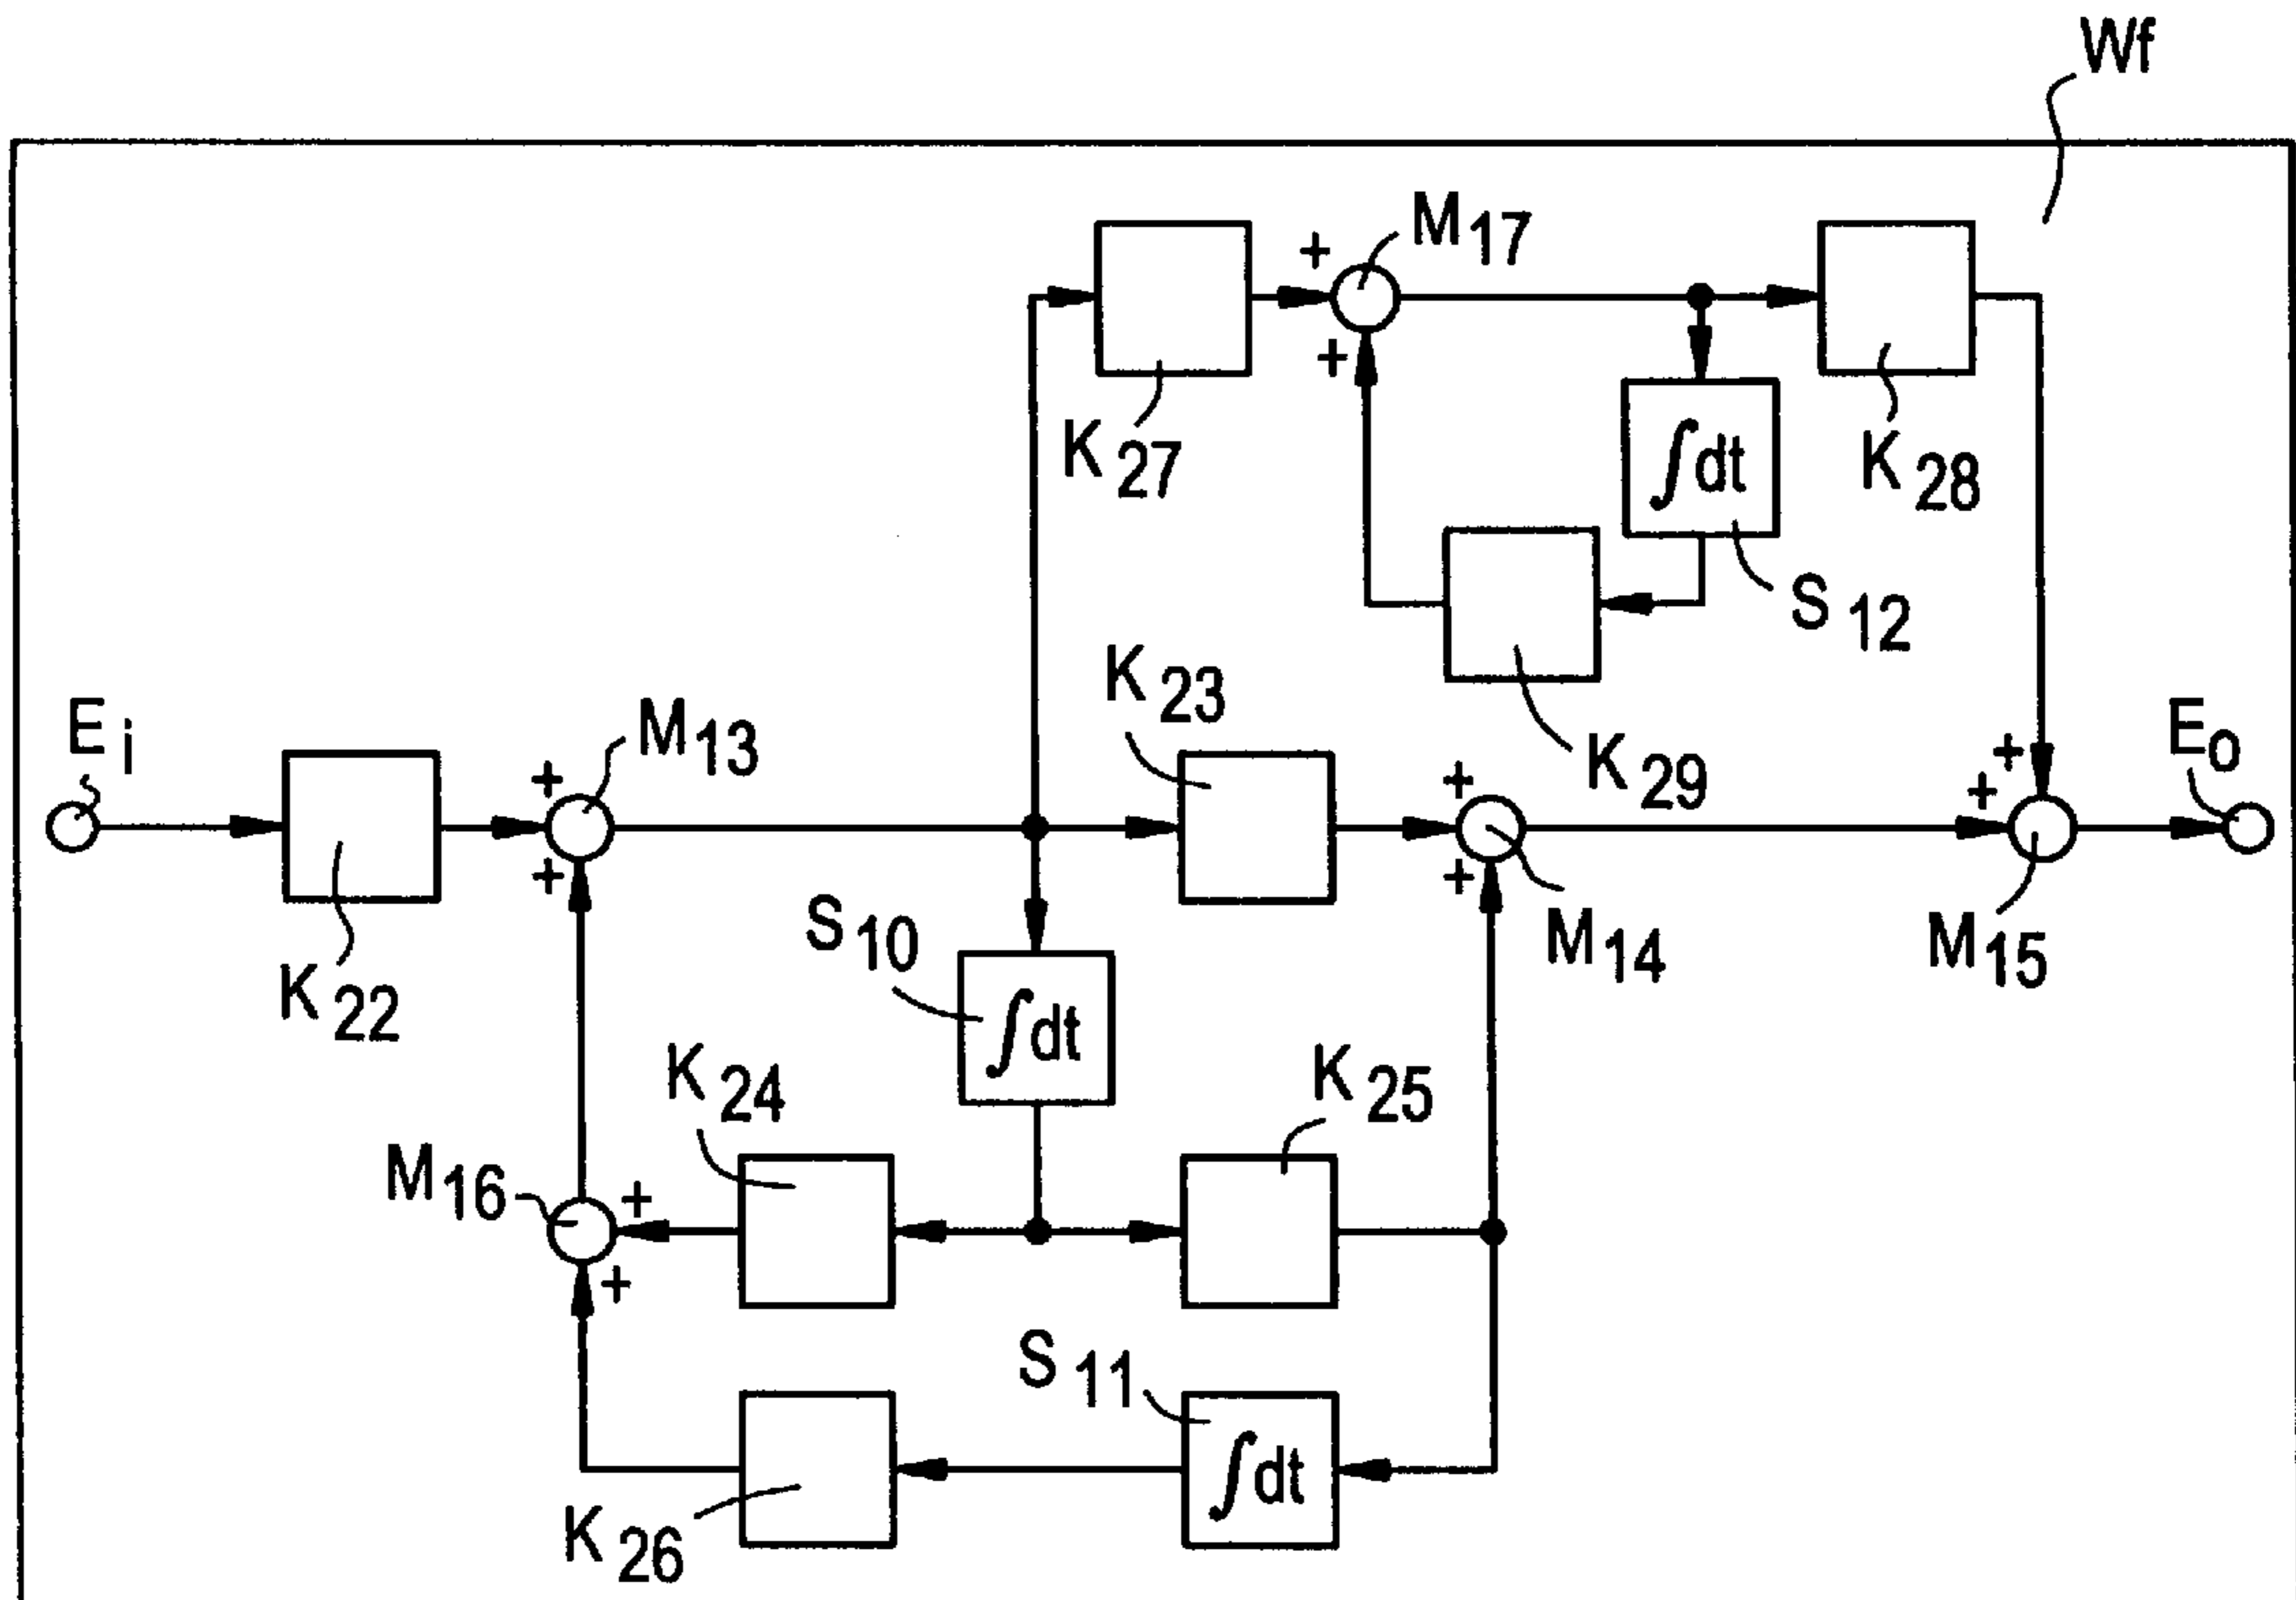 Wf
+
M17
K27
+
∫dt
K28
K29
S12
K23
Ei
M13
+
+
+
+
M14
+
+
M15
Eo
K22
S10
∫dt
K24
K25
M16
+
+
S11
∫dt
K26